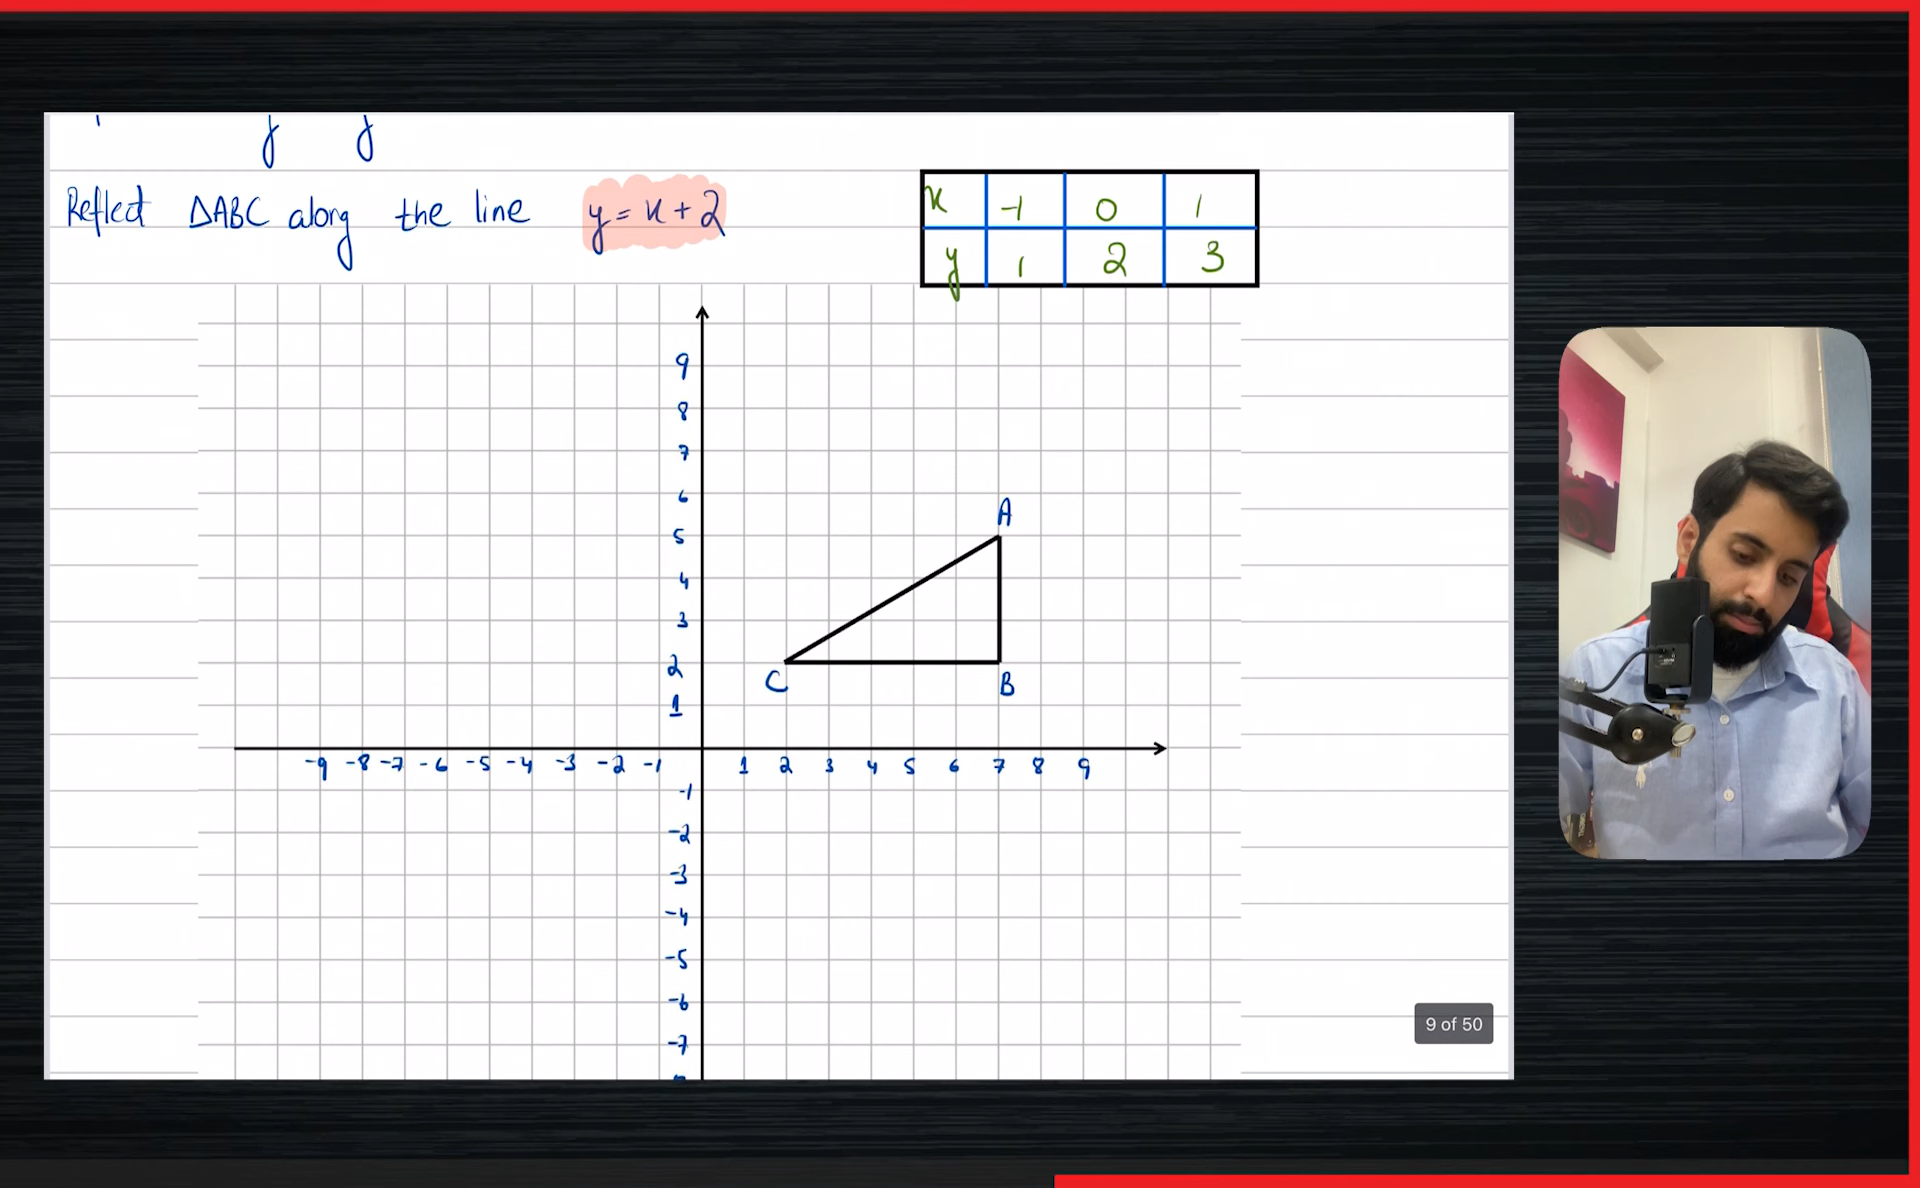 Reflect ΔABC along the line y = x + 2
x -1 0 1
y 1 2 3
9
8
7
6
A
5
4
3
2
C B
1
-9 -8 -7 -6 -5 -4 -3 -2 -1 1 2 3 4 5 6 7 8 9
-1
-2
-3
-4
-5
-6
9 of 50
-7